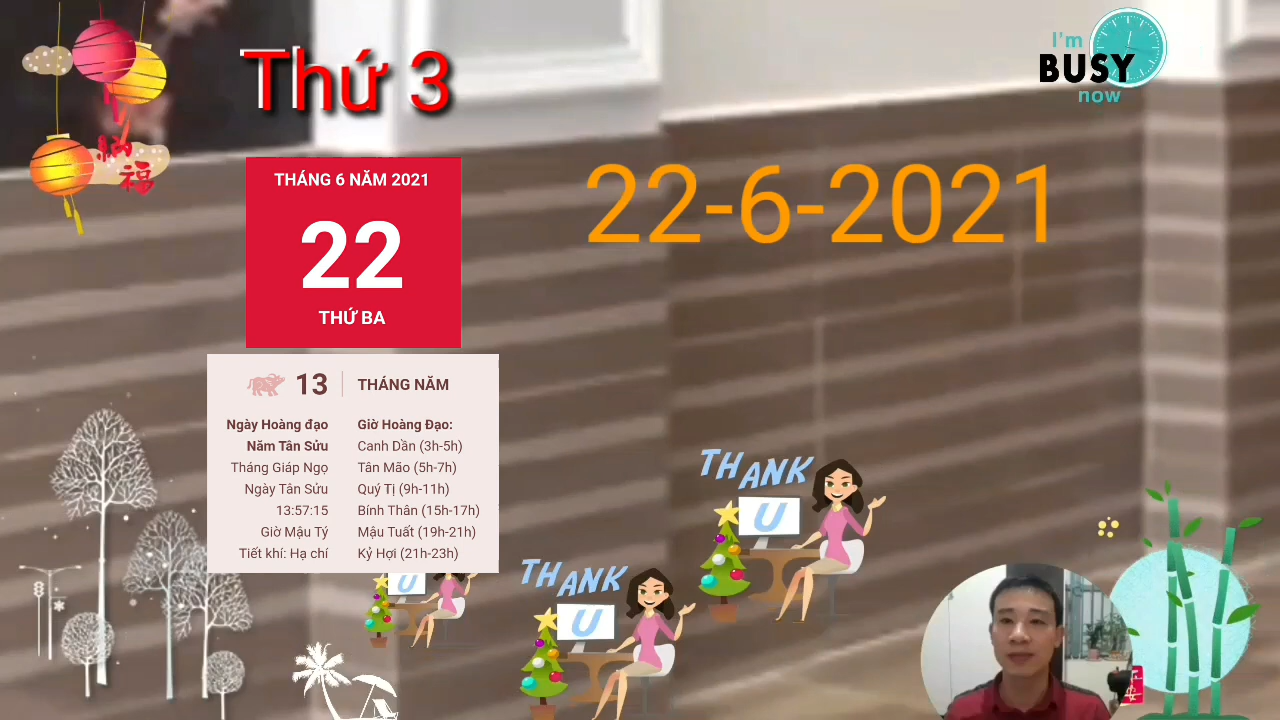 Thứ 3
I'm
BUSY
now
福
THÁNG 6 NĂM 2021
22
THỨ BA
22-6-2021
13 THÁNG NĂM
Ngày Hoàng đạo
Năm Tân Sửu
Tháng Giáp Ngọ
Ngày Tân Sửu
13:57:15
Giờ Mậu Tý
Tiết khí: Hạ chí
Giờ Hoàng Đạo:
Canh Dần (3h-5h)
Tân Mão (5h-7h)
Quý Tị (9h-11h)
Bính Thân (15h-17h)
Mậu Tuất (19h-21h)
Kỷ Hợi (21h-23h)
THANK
U
THANK
U
U